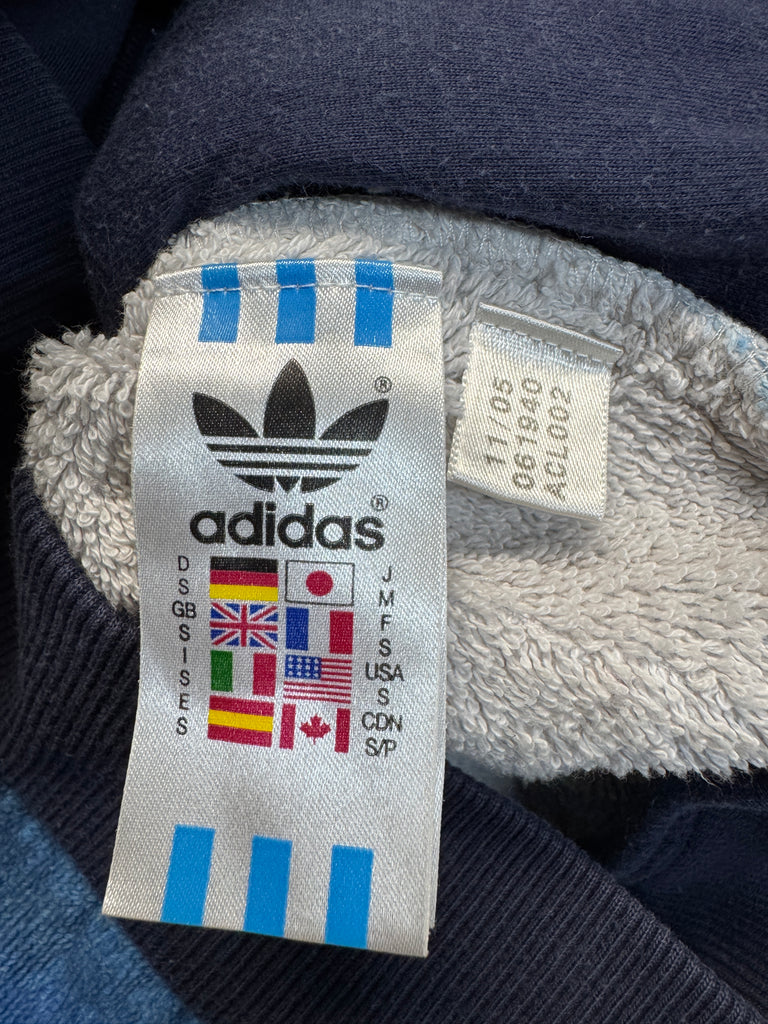 ®
®
adidas
D
S
GB
S
I
S
E
S
J
M
F
S
USA
S
CDN
S/P
11/05
061940
ACL002